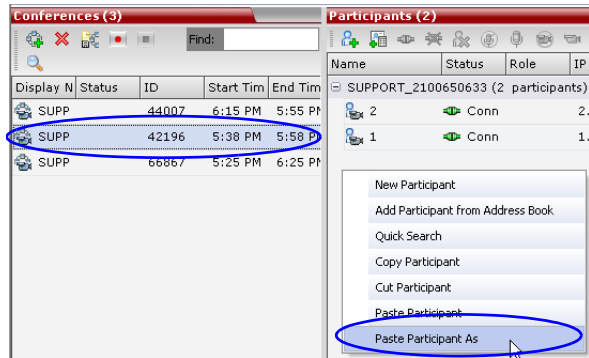 Conferences (3)
Find:
Display N Status ID Start Tim End Tim
SUPP 44007 6:15 PM 5:55 PM
SUPP 42196 5:38 PM 5:58 PM
SUPP 66867 5:25 PM 6:25 PM
Participants (2)
Name Status Role IP
SUPPORT_2100650633 (2 participants)
2 Conn 2.
1 Conn 1.
New Participant
Add Participant from Address Book
Quick Search
Copy Participant
Cut Participant
Paste Participant
Paste Participant As